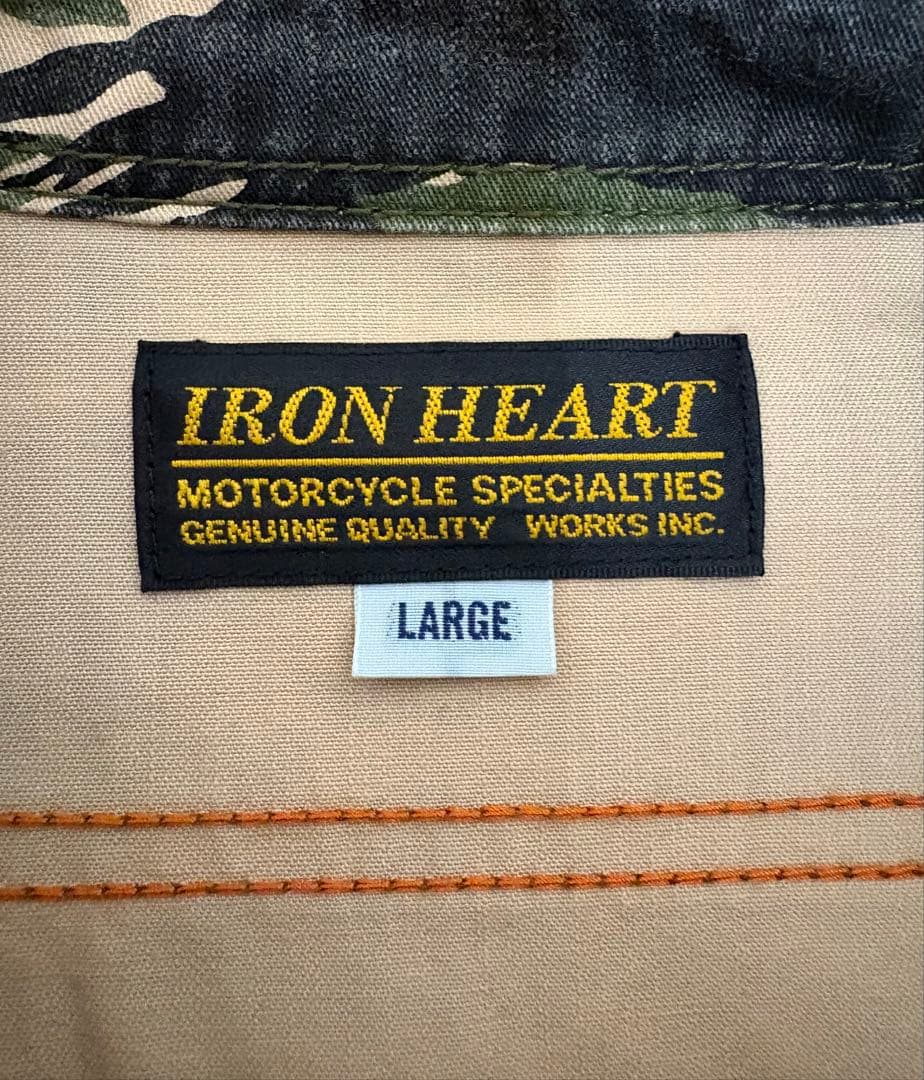 IRON HEART
MOTORCYCLE SPECIALTIES
GENUINE QUALITY WORKS INC.
LARGE